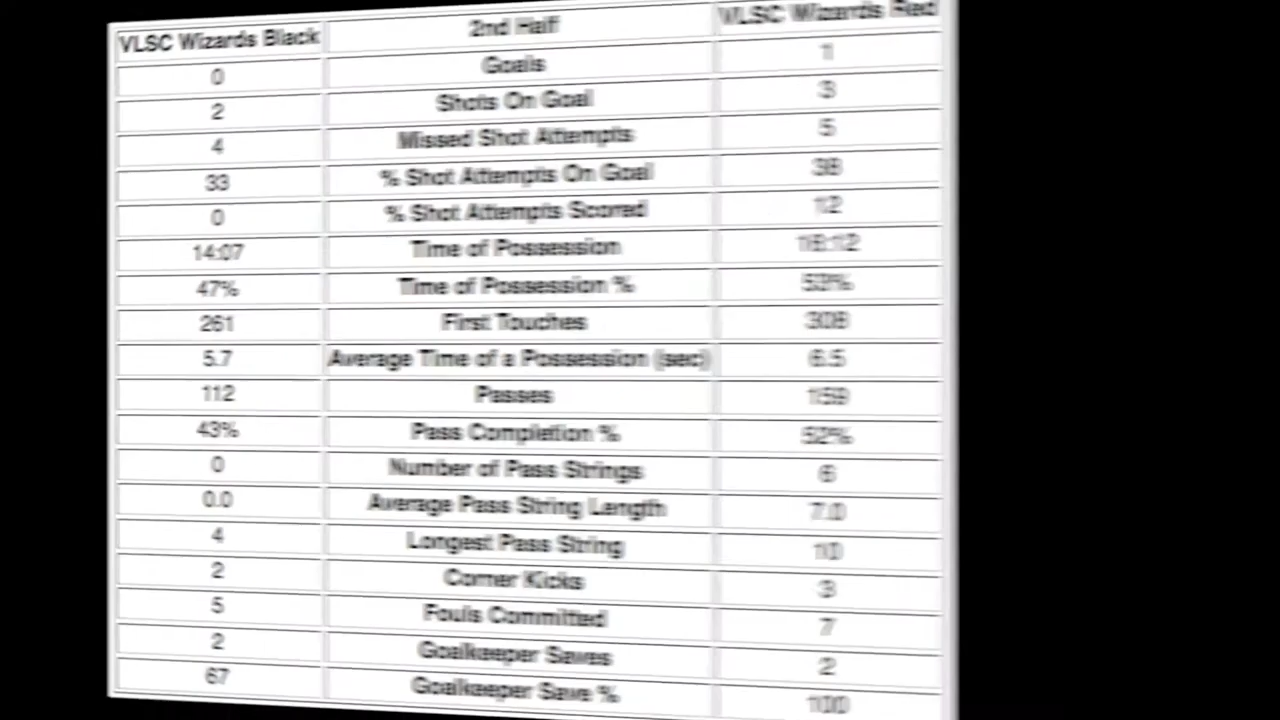 VLSC Wizards Black 2nd Half VLSC Wizards Red
0 Goals 1
2 Shots On Goal 3
4 Missed Shot Attempts 5
33 % Shot Attempts On Goal 38
0 % Shot Attempts Scored 12
14:07 Time of Possession 16:12
47% Time of Possession % 53%
261 First Touches 308
5.7 Average Time of a Possession (sec) 6.5
112 Passes 159
43% Pass Completion % 52%
0 Number of Pass Strings 6
0.0 Average Pass String Length 7.0
4 Longest Pass String 10
2 Corner Kicks 3
5 Fouls Committed 7
2 Goalkeeper Saves 2
67 Goalkeeper Save % 100